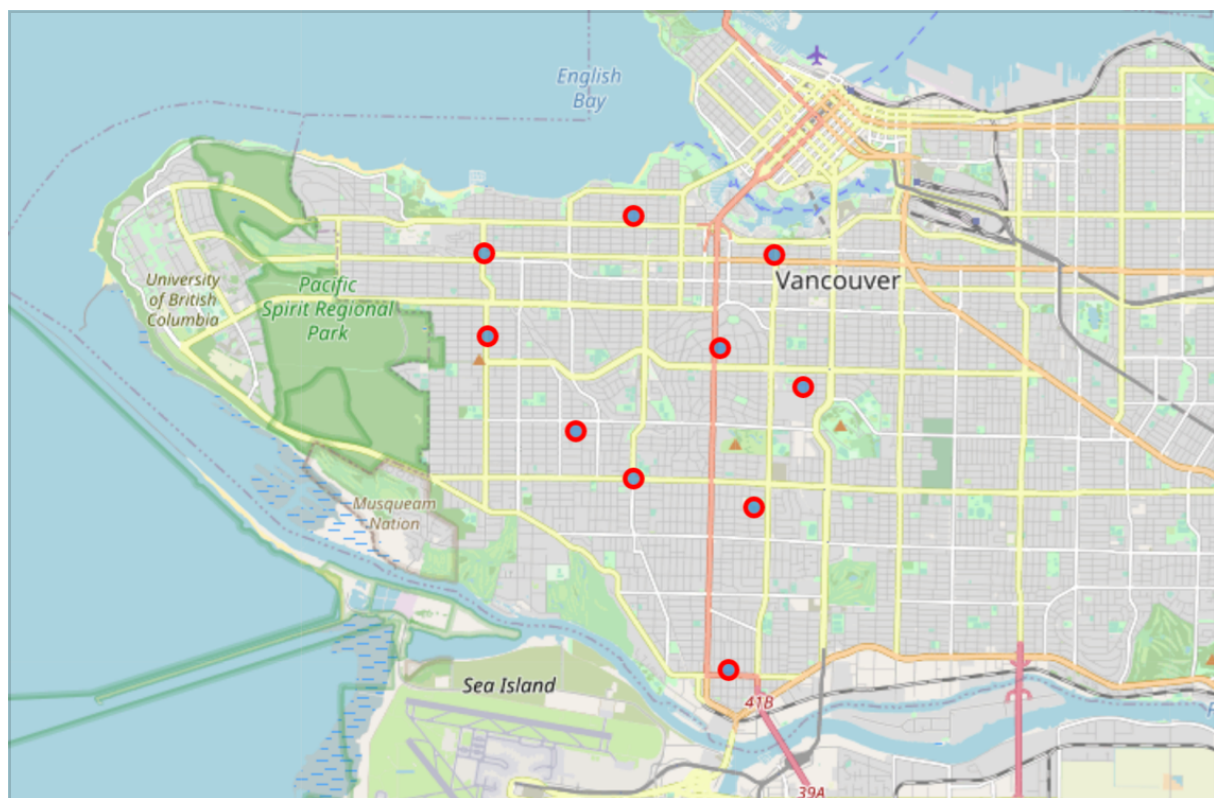 English
Bay
Vancouver
University
of British
Columbia
Pacific
Spirit Regional
Park
Musqueam
Nation
Sea Island
41B
39A